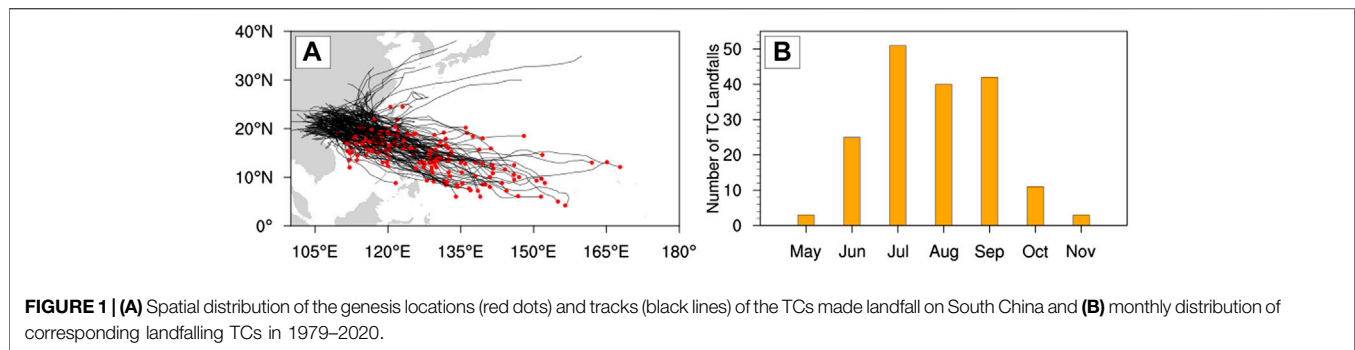 A
40°N
30°N
20°N
10°N
0°
105°E 120°E 135°E 150°E 165°E 180°
B
Number of TC Landfalls
50
40
30
20
10
0
May Jun Jul Aug Sep Oct Nov
FIGURE 1 | (A) Spatial distribution of the genesis locations (red dots) and tracks (black lines) of the TCs made landfall on South China and (B) monthly distribution of
corresponding landfalling TCs in 1979–2020.